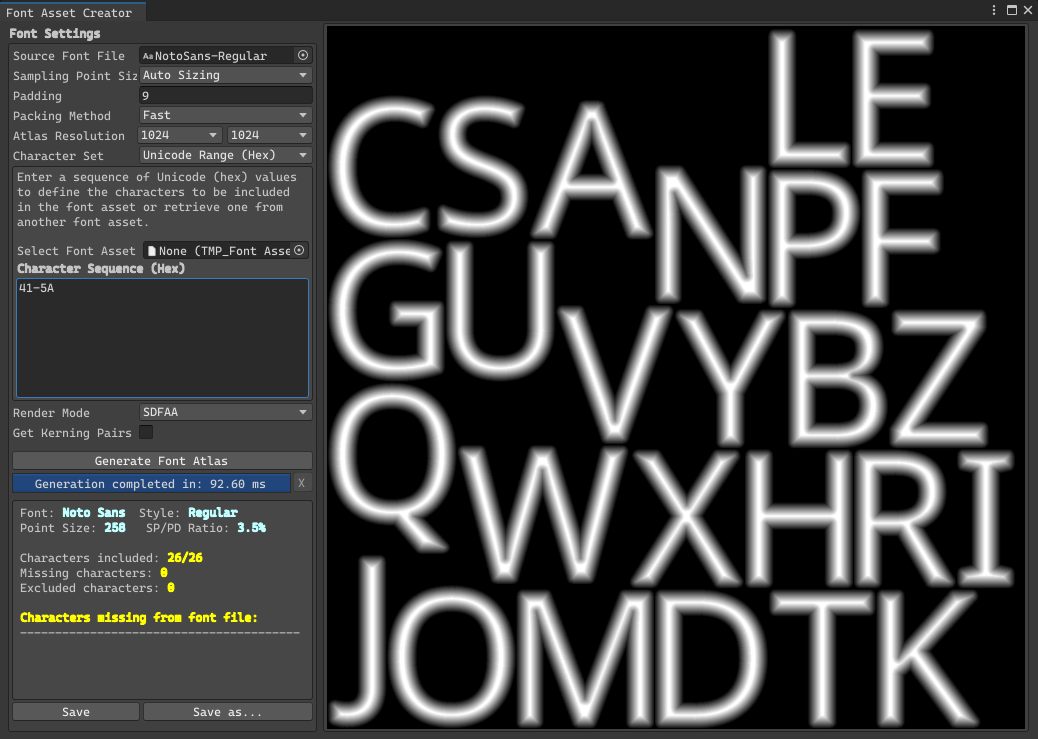 Font Asset Creator
Font Settings
Source Font File
Aa NotoSans-Regular
Sampling Point Siz
Auto Sizing
Padding
9
Packing Method
Fast
Atlas Resolution
1024
1024
Character Set
Unicode Range (Hex)
Enter a sequence of Unicode (hex) values
to define the characters to be included
in the font asset or retrieve one from
another font asset.
Select Font Asset
None (TMP_Font Asse
Character Sequence (Hex)
41-5A
Render Mode
SDFAA
Get Kerning Pairs
Generate Font Atlas
Generation completed in: 92.60 ms
X
Font: Noto Sans Style: Regular
Point Size: 258 SP/PD Ratio: 3.5%
Characters included: 26/26
Missing characters: 0
Excluded characters: 0
Characters missing from font file:
----------------------------------------
Save
Save as...
LE
CSA
NPF
GU
VYBZ
Q
WXHRI
JOMDTK